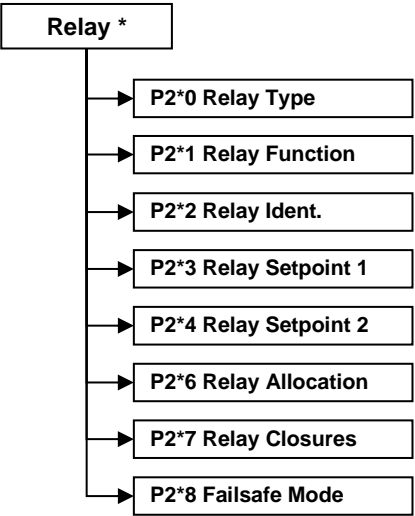 Relay *
P2*0 Relay Type
P2*1 Relay Function
P2*2 Relay Ident.
P2*3 Relay Setpoint 1
P2*4 Relay Setpoint 2
P2*6 Relay Allocation
P2*7 Relay Closures
P2*8 Failsafe Mode